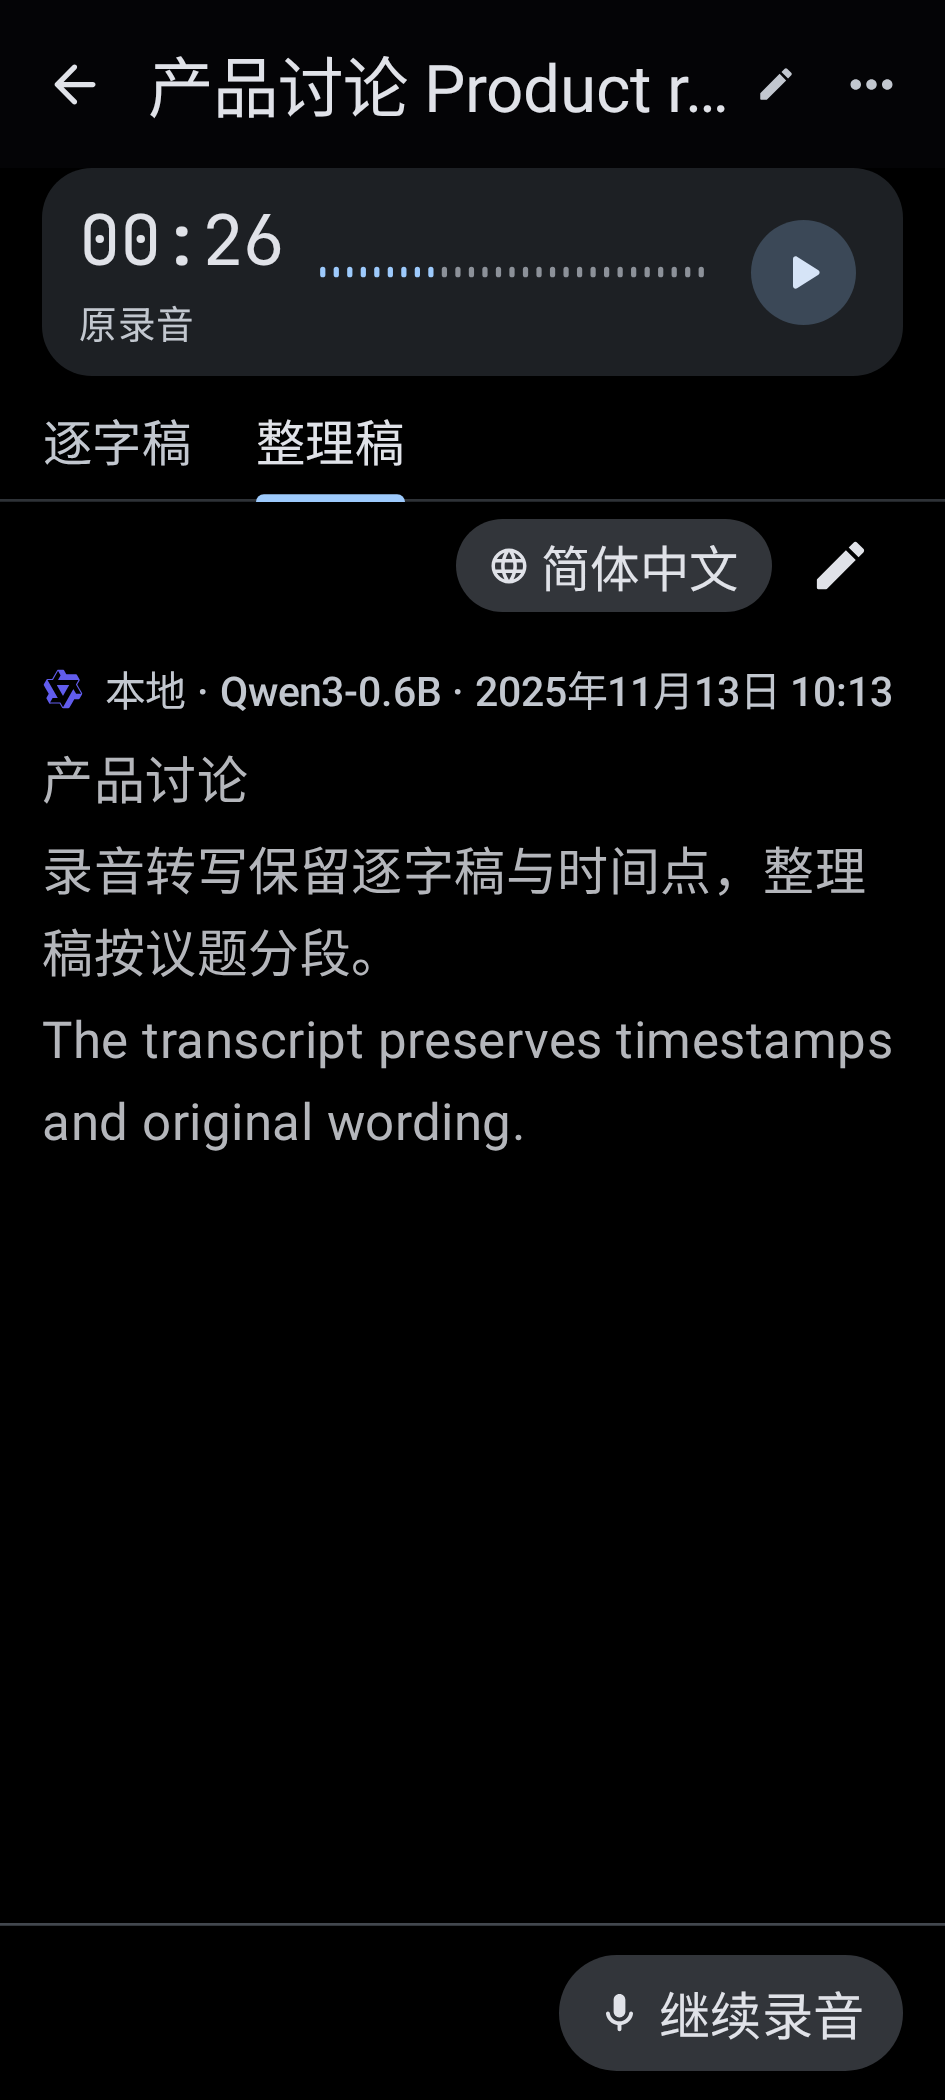 产品讨论 Product r...
00:26
原录音
逐字稿 整理稿
简体中文
本地 · Qwen3-0.6B · 2025年11月13日 10:13
产品讨论
录音转写保留逐字稿与时间点，整理
稿按议题分段。
The transcript preserves timestamps
and original wording.
继续录音